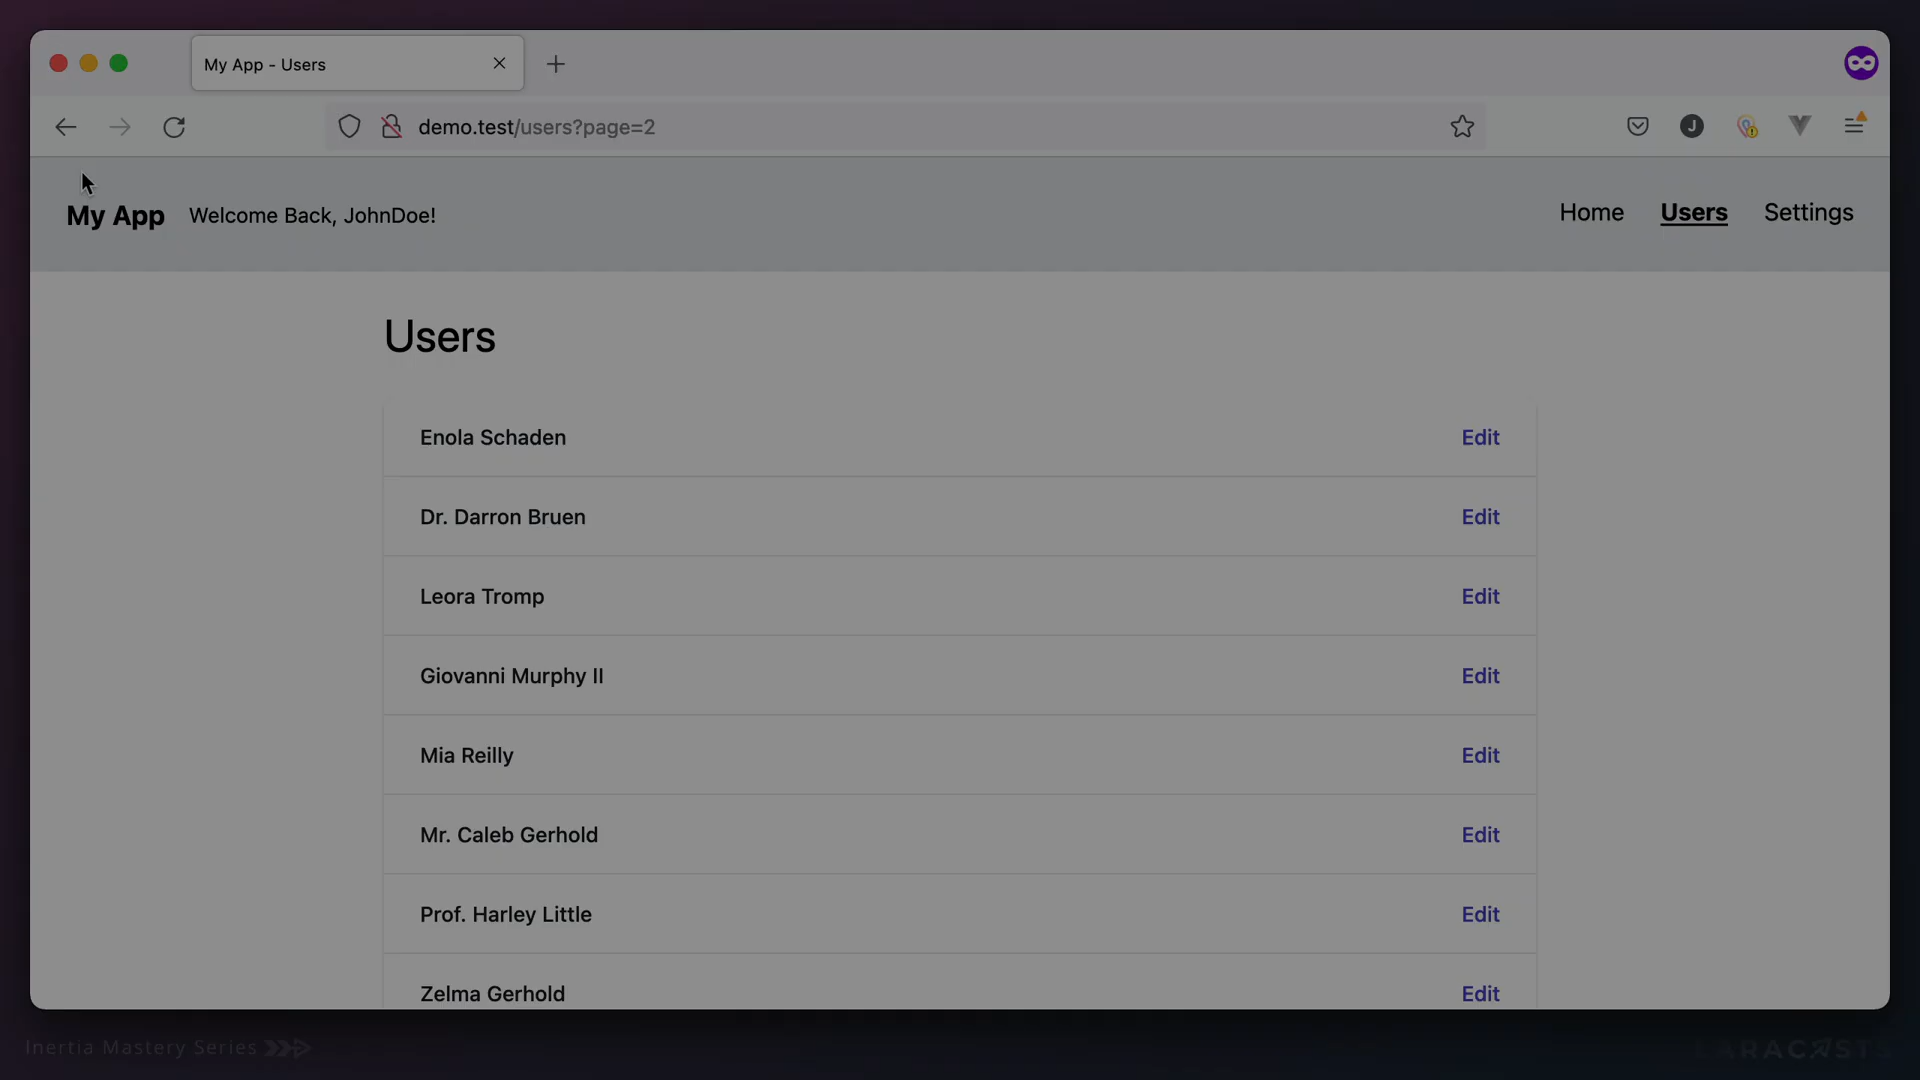 My App - Users
demo.test/users?page=2
J
My App Welcome Back, JohnDoe! Home Users Settings
Users
Enola Schaden Edit
Dr. Darron Bruen Edit
Leora Tromp Edit
Giovanni Murphy II Edit
Mia Reilly Edit
Mr. Caleb Gerhold Edit
Prof. Harley Little Edit
Zelma Gerhold Edit
Inertia Mastery Series
LARACASTS